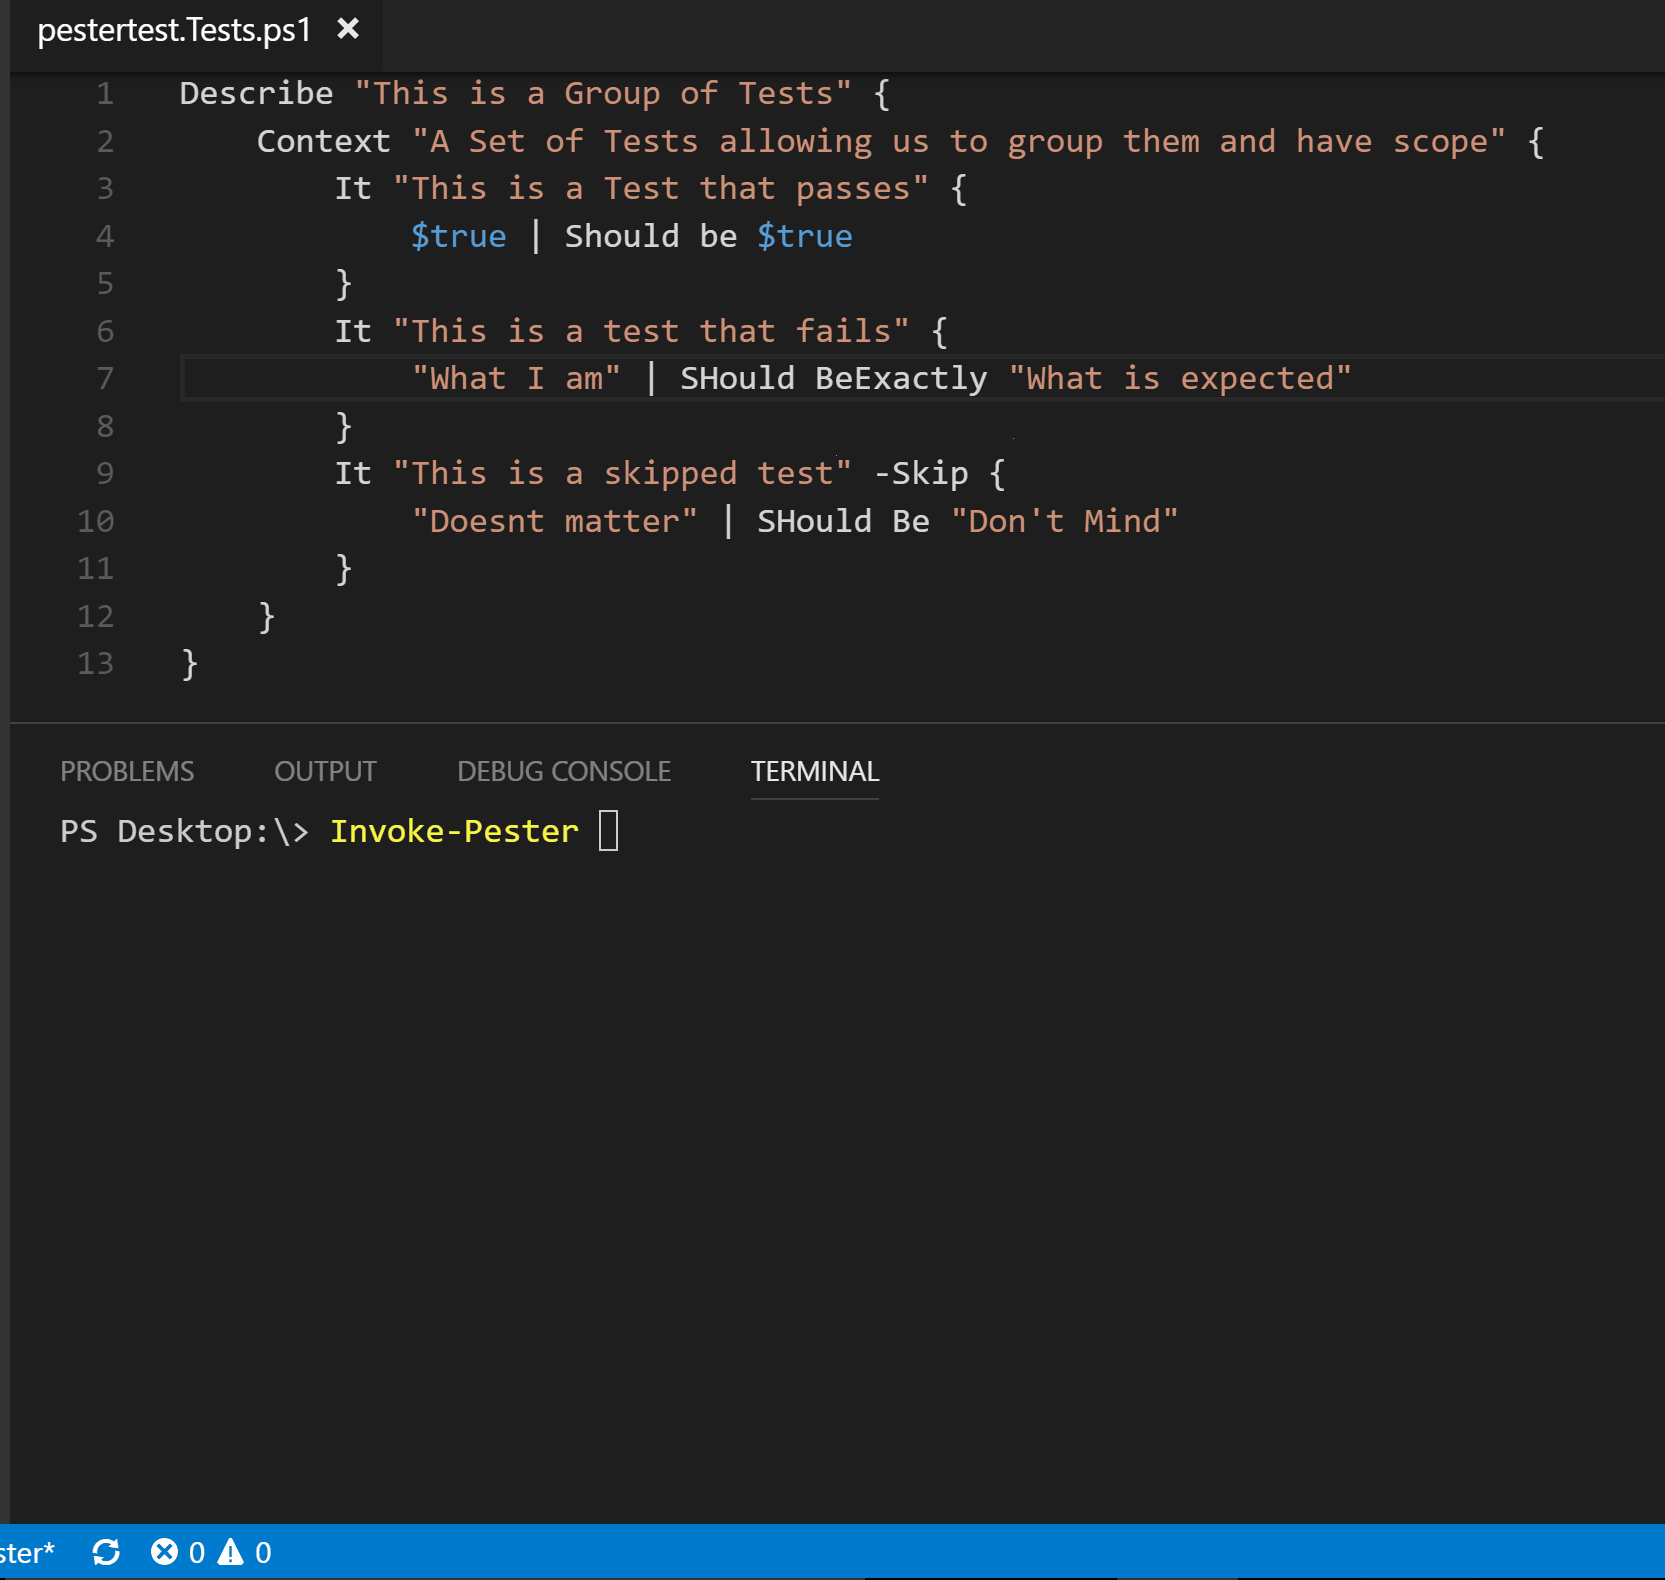 pestertest.Tests.ps1
1 Describe "This is a Group of Tests" {
2 Context "A Set of Tests allowing us to group them and have scope" {
3 It "This is a Test that passes" {
4 $true | Should be $true
5 }
6 It "This is a test that fails" {
7 "What I am" | SHould BeExactly "What is expected"
8 }
9 It "This is a skipped test" -Skip {
10 "Doesnt matter" | SHould Be "Don't Mind"
11 }
12 }
13 }
PROBLEMS OUTPUT DEBUG CONSOLE TERMINAL
PS Desktop:\> Invoke-Pester
ster* 0 0